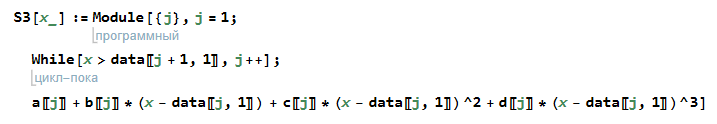 S3[x_] := Module[{j}, j = 1;
программный
While[x > data[[j + 1, 1]], j++];
цикл-пока
a[[j]] + b[[j]] * (x - data[[j, 1]]) + c[[j]] * (x - data[[j, 1]])^2 + d[[j]] * (x - data[[j, 1]])^3]